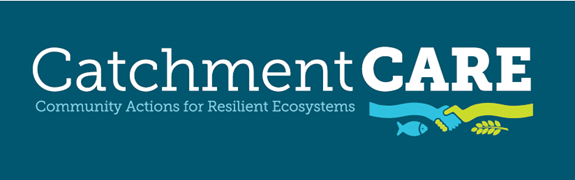 CatchmentCARE
Community Actions for Resilient Ecosystems